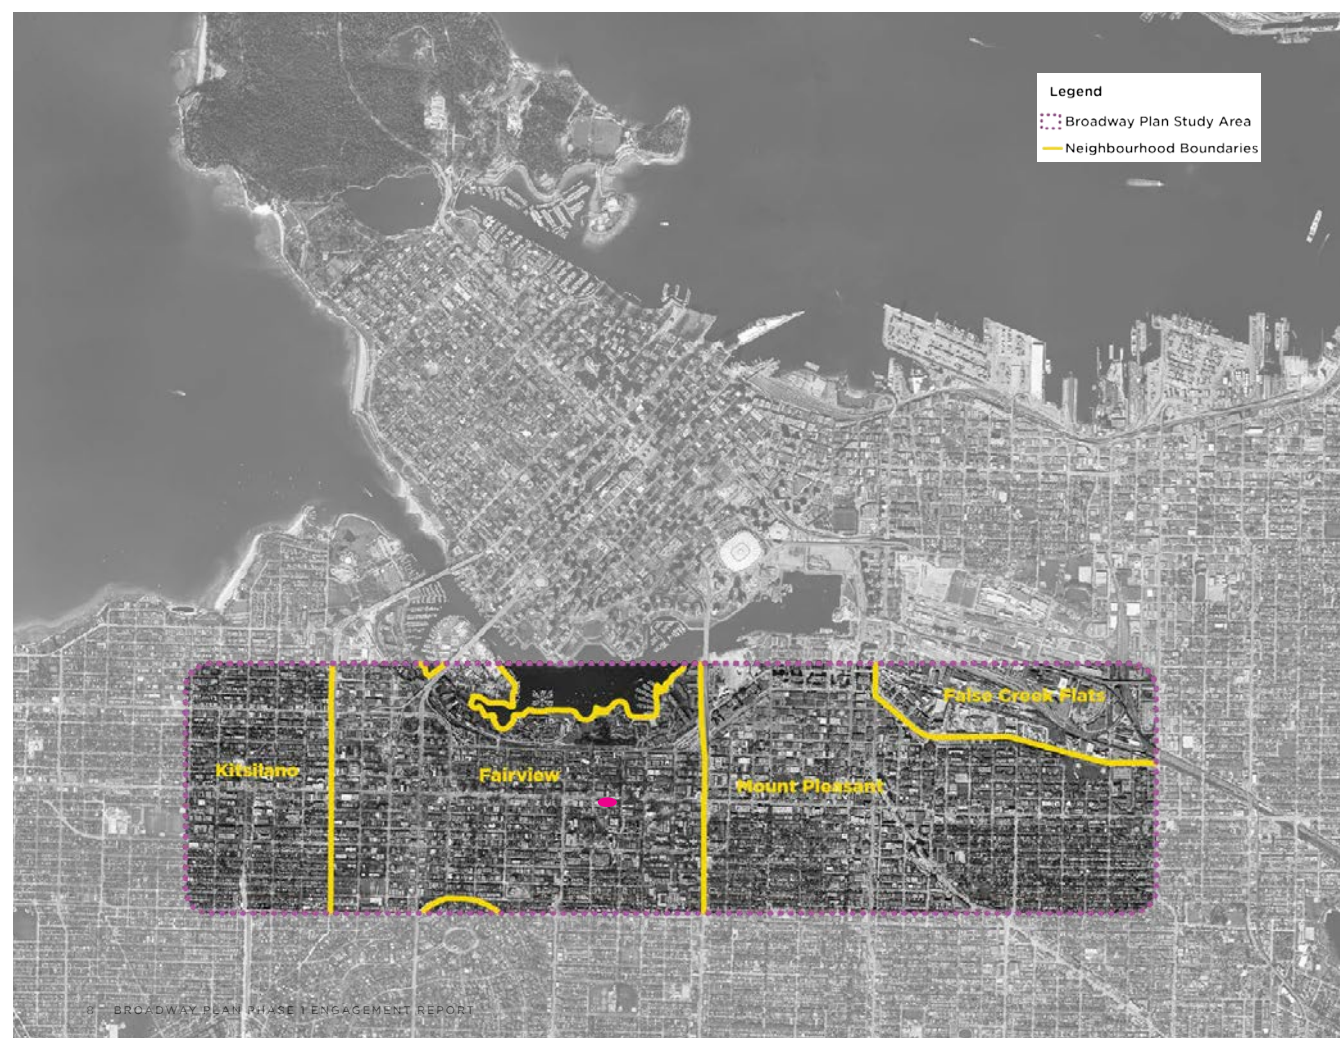 Legend
Broadway Plan Study Area
Neighbourhood Boundaries
False Creek Flats
Kitsilano
Fairview
Mount Pleasant
8 BROADWAY PLAN PHASE 1 ENGAGEMENT REPORT